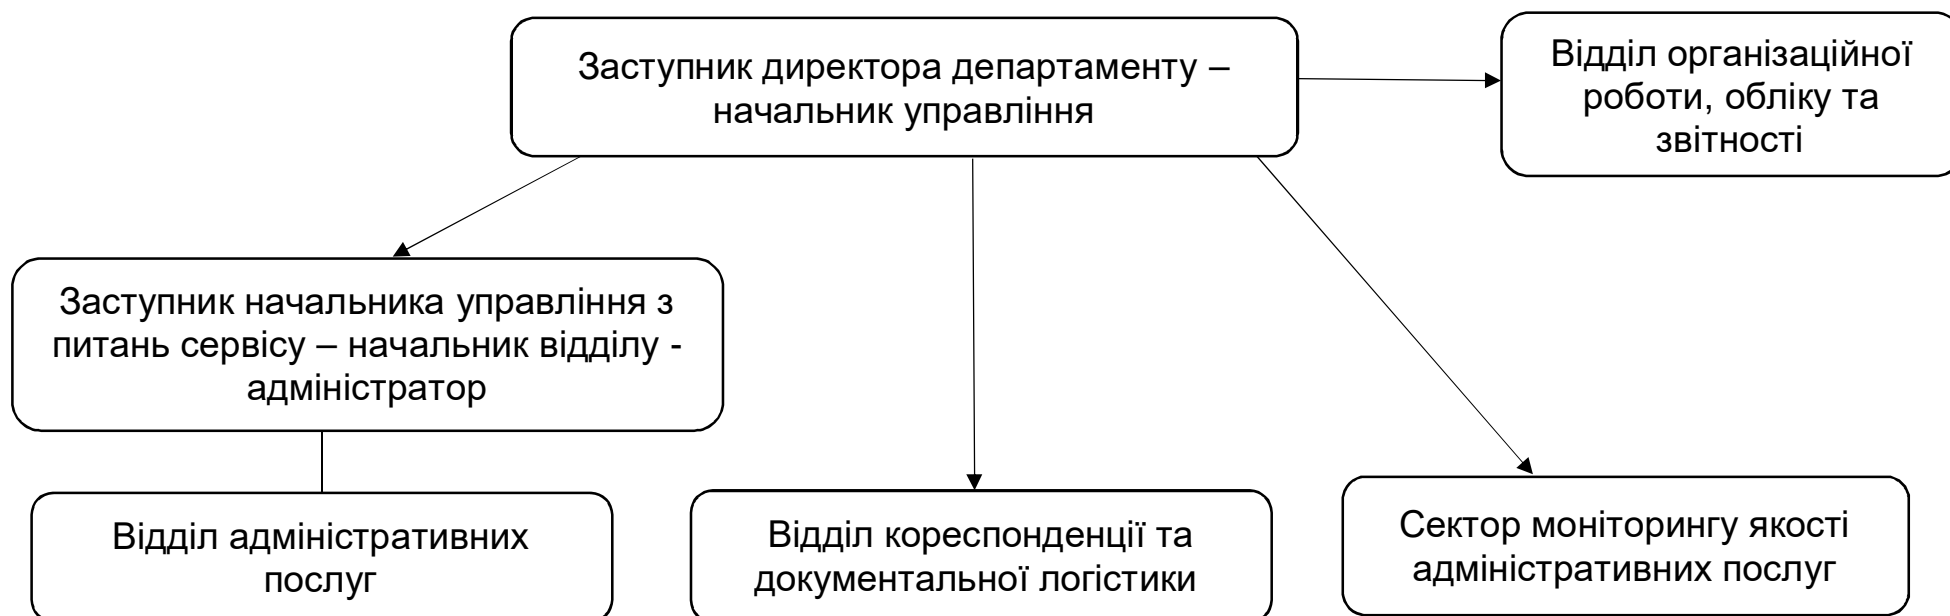 Заступник директора департаменту –
начальник управління
Відділ організаційної
роботи, обліку та
звітності
Заступник начальника управління з
питань сервісу – начальник відділу -
адміністратор
Відділ адміністративних
послуг
Відділ кореспонденції та
документальної логістики
Сектор моніторингу якості
адміністративних послуг